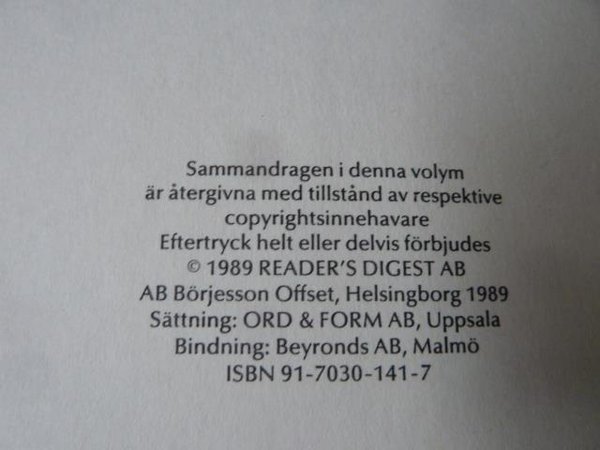 Sammandragen i denna volym
är återgivna med tillstånd av respektive
copyrightsinnehavare
Eftertryck helt eller delvis förbjudes
© 1989 READER'S DIGEST AB
AB Börjesson Offset, Helsingborg 1989
Sättning: ORD & FORM AB, Uppsala
Bindning: Beyronds AB, Malmö
ISBN 91-7030-141-7